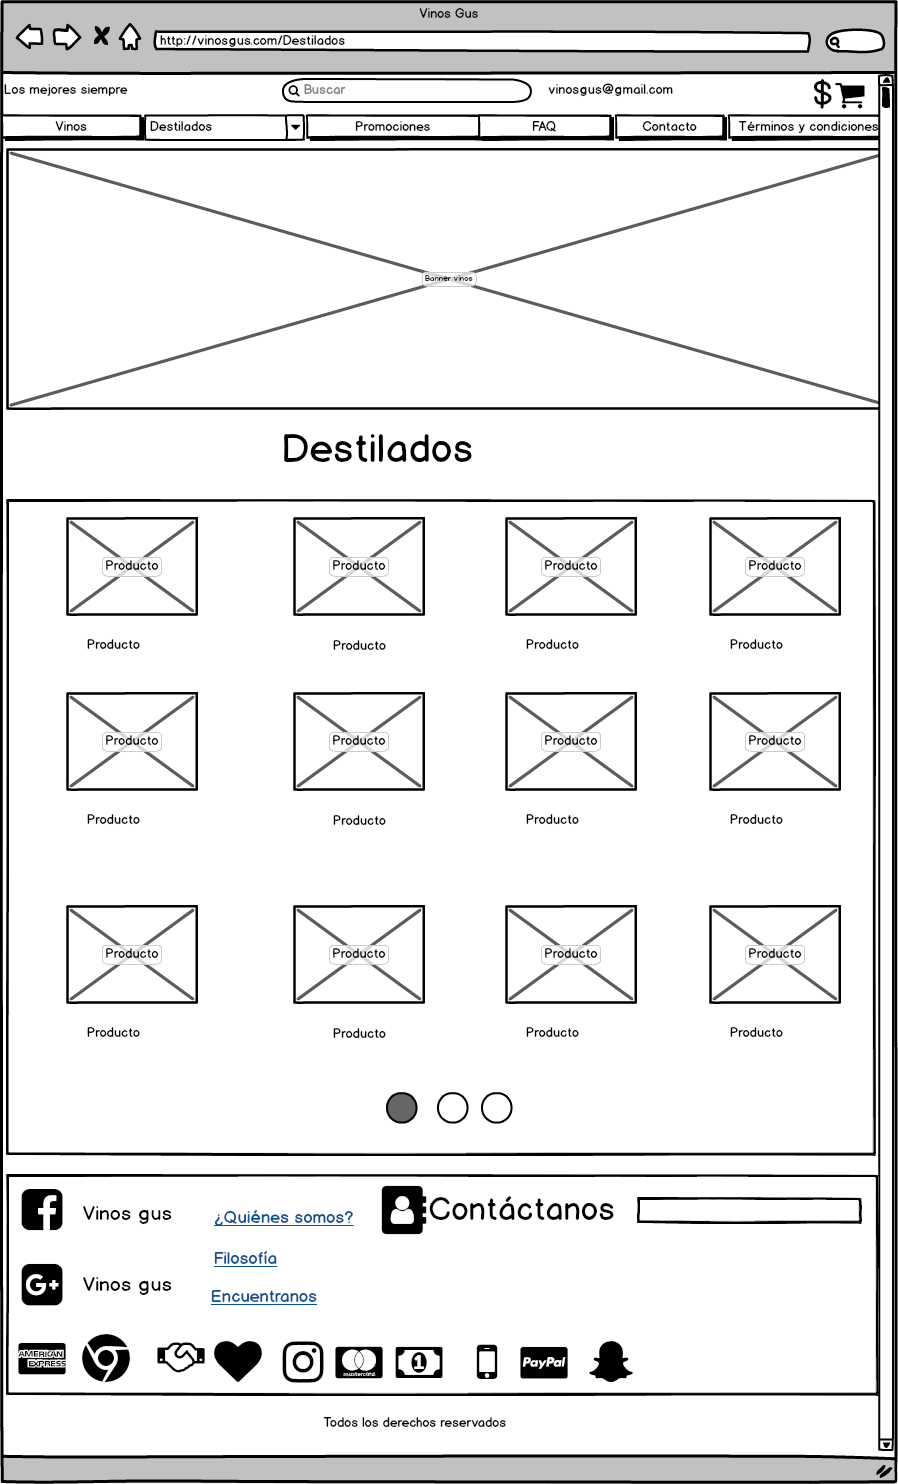 Vinos Gus
http://vinosgus.com/Destilados
Los mejores siempre
Buscar
vinosgus@gmail.com
Vinos
Destilados
Promociones
FAQ
Contacto
Términos y condiciones
Banner vinos
Destilados
Producto Producto Producto Producto
Producto Producto Producto Producto
Producto Producto Producto Producto
Producto Producto Producto Producto
Producto Producto Producto Producto
Producto Producto Producto Producto
Vinos gus
¿Quiénes somos?
Contáctanos
Filosofía
Vinos gus
Encuentranos
AMERICAN
EXPRESS
mastercard
1
PayPal
Todos los derechos reservados